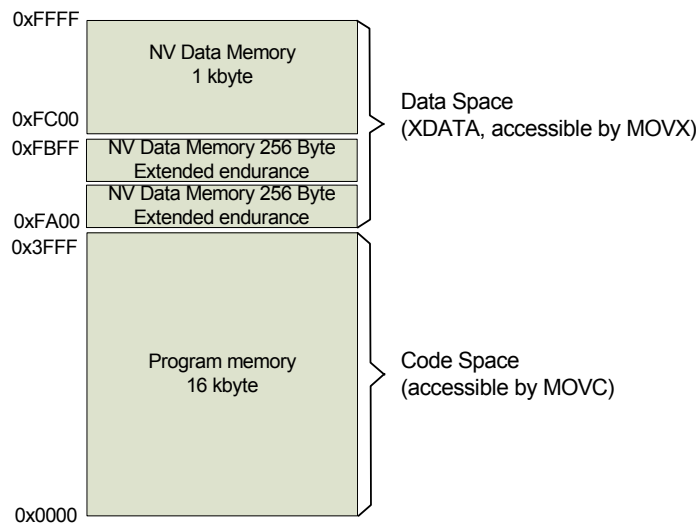 0xFFFF
NV Data Memory
1 kbyte
0xFC00
Data Space
(XDATA, accessible by MOVX)
0xFBFF
NV Data Memory 256 Byte
Extended endurance
NV Data Memory 256 Byte
Extended endurance
0xFA00
0x3FFF
Program memory
16 kbyte
Code Space
(accessible by MOVC)
0x0000